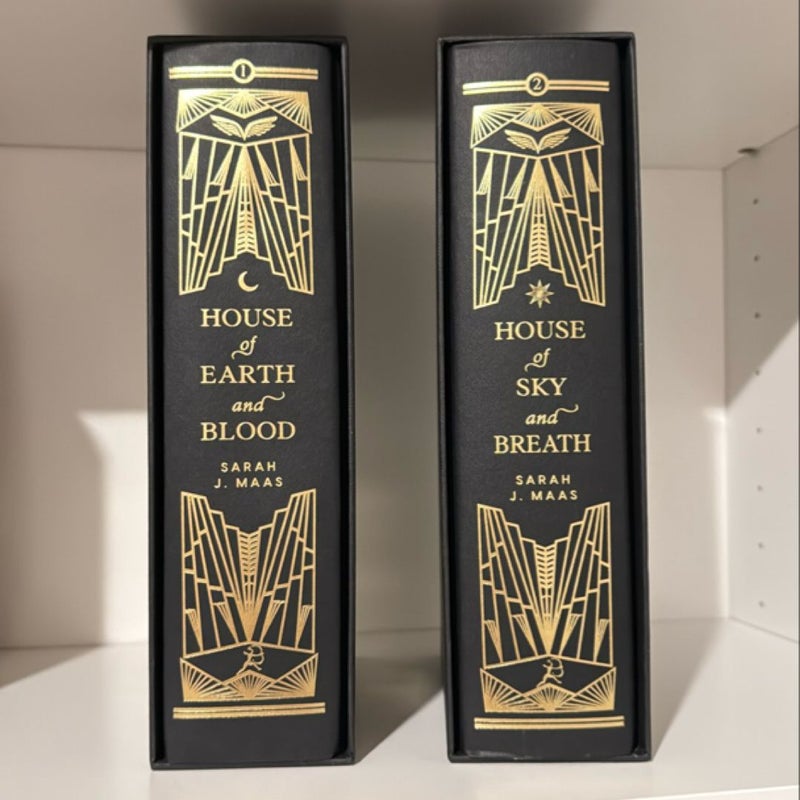 1
HOUSE
of
EARTH
and
BLOOD
SARAH
J. MAAS
2
HOUSE
of
SKY
and
BREATH
SARAH
J. MAAS